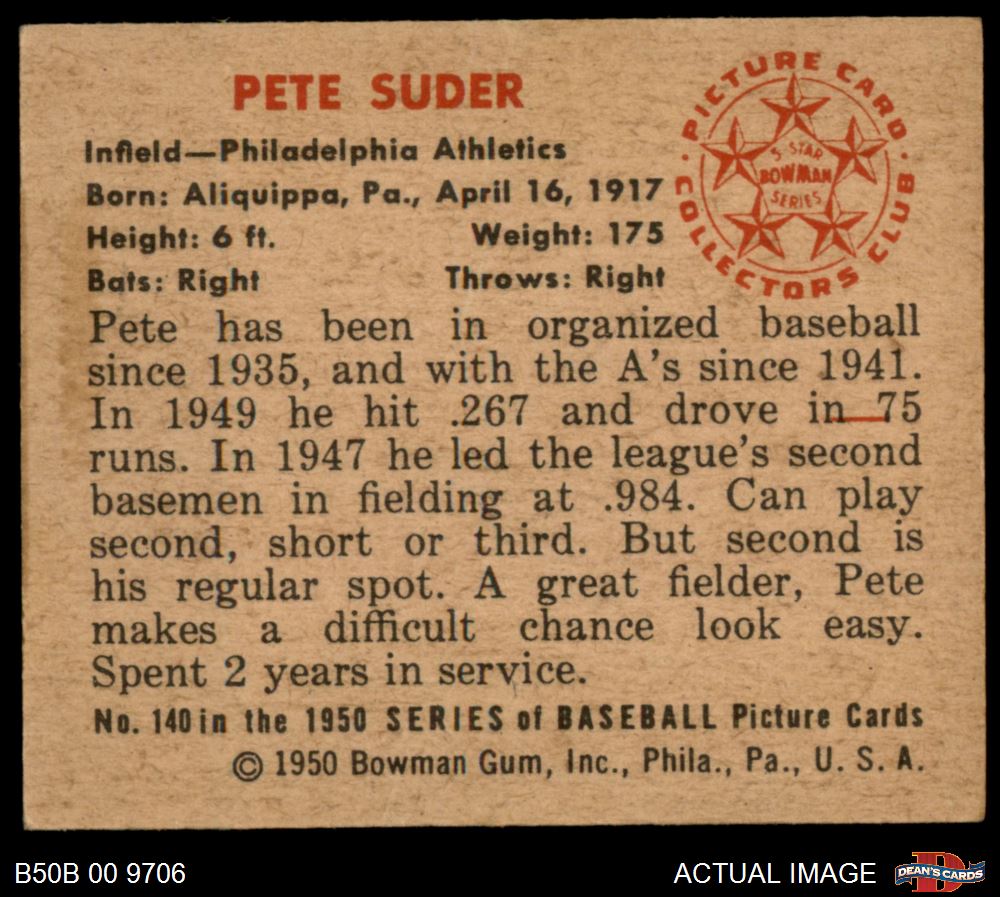 PETE SUDER
Infield—Philadelphia Athletics
Born: Aliquippa, Pa., April 16, 1917
Height: 6 ft. Weight: 175
Bats: Right Throws: Right
PICTURE CARD
COLLECTORS CLUB
5 STAR
BOWMAN
SERIES
Pete has been in organized baseball
since 1935, and with the A's since 1941.
In 1949 he hit .267 and drove in 75
runs. In 1947 he led the league's second
basemen in fielding at .984. Can play
second, short or third. But second is
his regular spot. A great fielder, Pete
makes a difficult chance look easy.
Spent 2 years in service.
No. 140 in the 1950 SERIES of BASEBALL Picture Cards
© 1950 Bowman Gum, Inc., Phila., Pa., U. S. A.
B50B 00 9706
ACTUAL IMAGE
DEAN'S CARDS